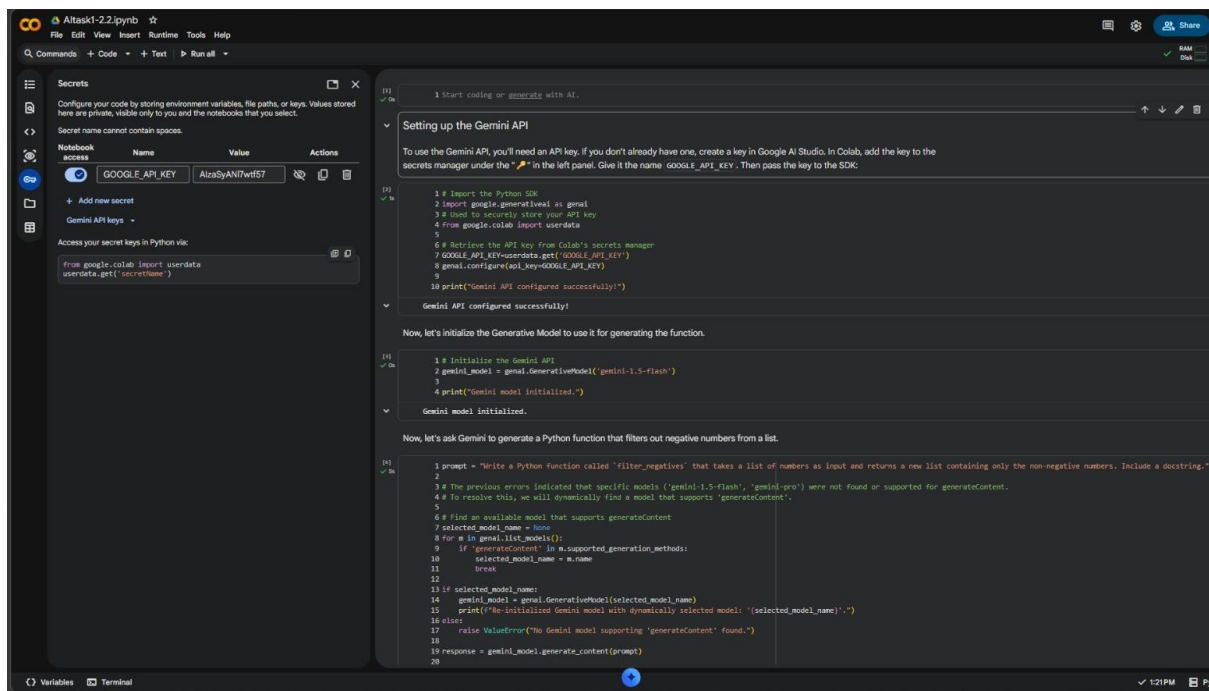 AItask1-2.2.ipynb
File Edit View Insert Runtime Tools Help
Share
Commands + Code + Text Run all
RAM
Disk
Secrets
Configure your code by storing environment variables, file paths, or keys. Values stored
here are private, visible only to you and the notebooks that you select.
Secret name cannot contain spaces.
Notebook
access
Name Value Actions
GOOGLE_API_KEY AIzaSyANl7wtf57
+ Add new secret
Gemini API keys
Access your secret keys in Python via:
from google.colab import userdata
userdata.get('secretName')
[1]
0s
1 Start coding or generate with AI.
Setting up the Gemini API
To use the Gemini API, you'll need an API key. If you don't already have one, create a key in Google AI Studio. In Colab, add the key to the
secrets manager under the "🔑" in the left panel. Give it the name GOOGLE_API_KEY. Then pass the key to the SDK:
[2]
1s
1 # Import the Python SDK
2 import google.generativeai as genai
3 # Used to securely store your API key
4 from google.colab import userdata
5
6 # Retrieve the API key from Colab's secrets manager
7 GOOGLE_API_KEY=userdata.get('GOOGLE_API_KEY')
8 genai.configure(api_key=GOOGLE_API_KEY)
9
10 print("Gemini API configured successfully!")
Gemini API configured successfully!
Now, let's initialize the Generative Model to use it for generating the function.
[3]
0s
1 # Initialize the Gemini API
2 gemini_model = genai.GenerativeModel('gemini-1.5-flash')
3
4 print("Gemini model initialized.")
Gemini model initialized.
Now, let's ask Gemini to generate a Python function that filters out negative numbers from a list.
5s
1 prompt = "Write a Python function called `filter_negatives` that takes a list of numbers as input and returns a new list containing only the non-negative numbers. Include a docstring."
2
3 # The previous errors indicated that specific models ('gemini-1.5-flash', 'gemini-pro') were not found or supported for generateContent.
4 # To resolve this, we will dynamically find a model that supports 'generateContent'.
5
6 # Find an available model that supports generateContent
7 selected_model_name = None
8 for m in genai.list_models():
9     if 'generateContent' in m.supported_generation_methods:
10         selected_model_name = m.name
11         break
12
13 if selected_model_name:
14     gemini_model = genai.GenerativeModel(selected_model_name)
15     print(f"Re-initialized Gemini model with dynamically selected model: '{selected_model_name}'.")
16 else:
17     raise ValueError("No Gemini model supporting 'generateContent' found.")
18
19 response = gemini_model.generate_content(prompt)
20
Variables Terminal
1:21 PM